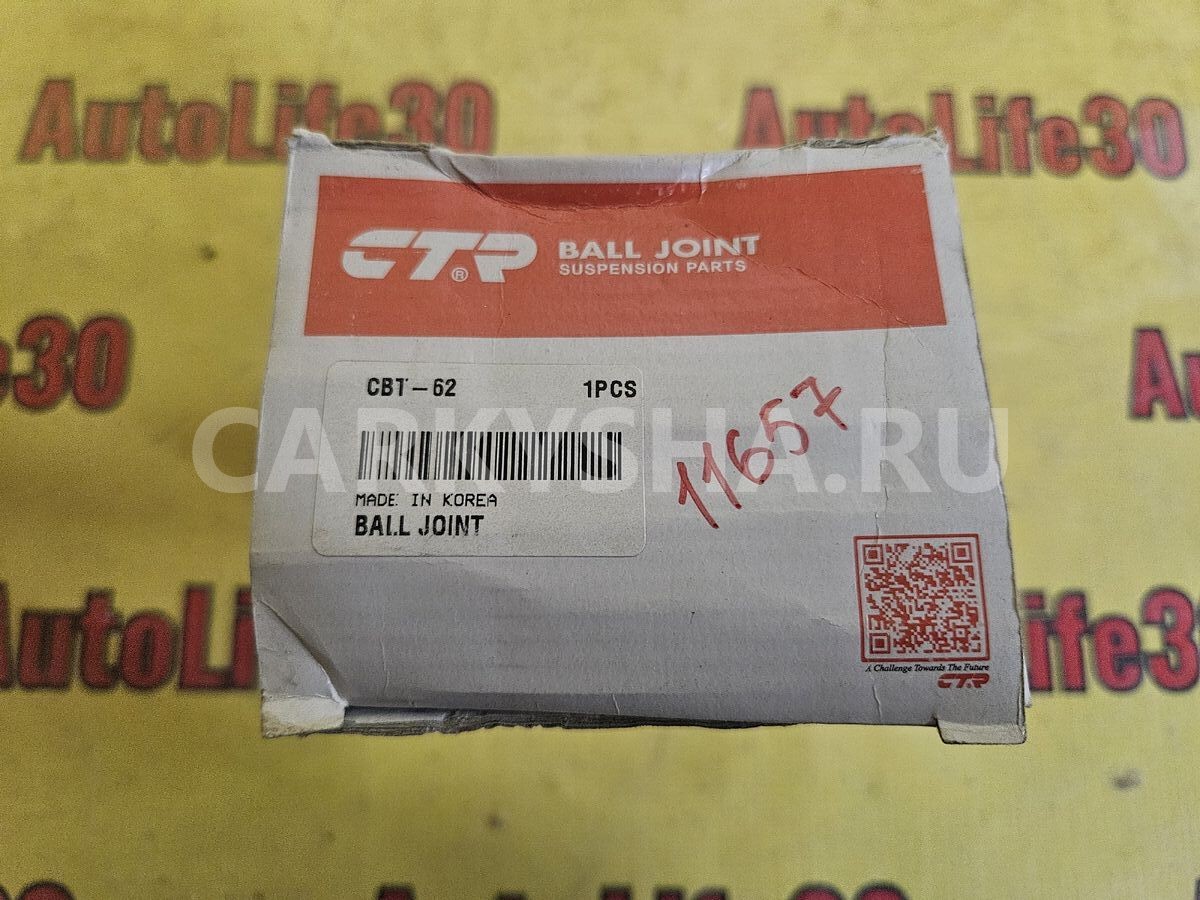 AutoLife30 AutoLife30
CTR® BALL JOINT
SUSPENSION PARTS
CBT-62 1PCS
11657
CARKYSHA.RU
MADE IN KOREA
BALL JOINT
A Challenge Towards The Future
CTR